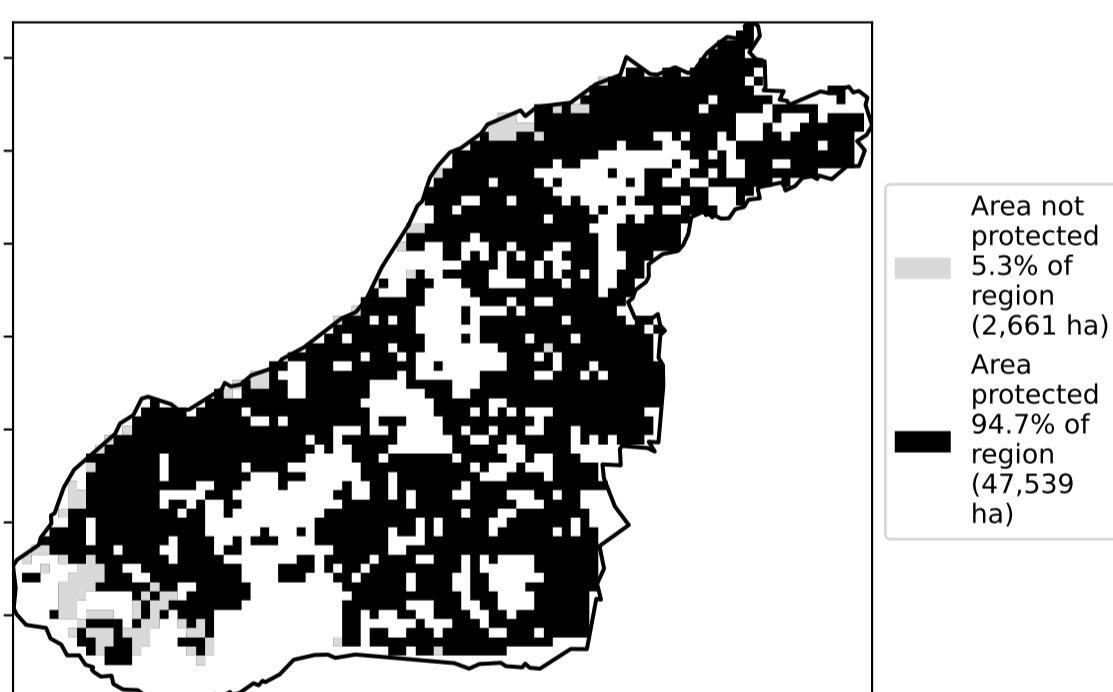 Area not
protected
5.3% of
region
(2,661 ha)
Area
protected
94.7% of
region
(47,539
ha)